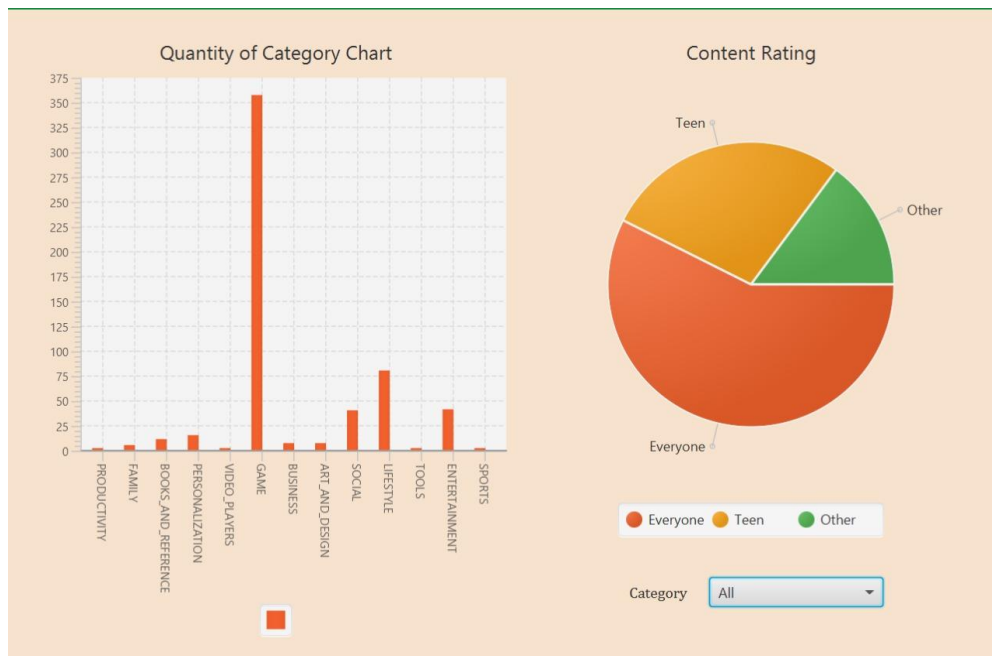 Quantity of Category Chart
375
350
325
300
275
250
225
200
175
150
125
100
75
50
25
0
PRODUCTIVITY
FAMILY
BOOKS_AND_REFERENCE
PERSONALIZATION
VIDEO_PLAYERS
GAME
BUSINESS
ART_AND_DESIGN
SOCIAL
LIFESTYLE
TOOLS
ENTERTAINMENT
SPORTS
Content Rating
Teen
Other
Everyone
Everyone Teen Other
Category All